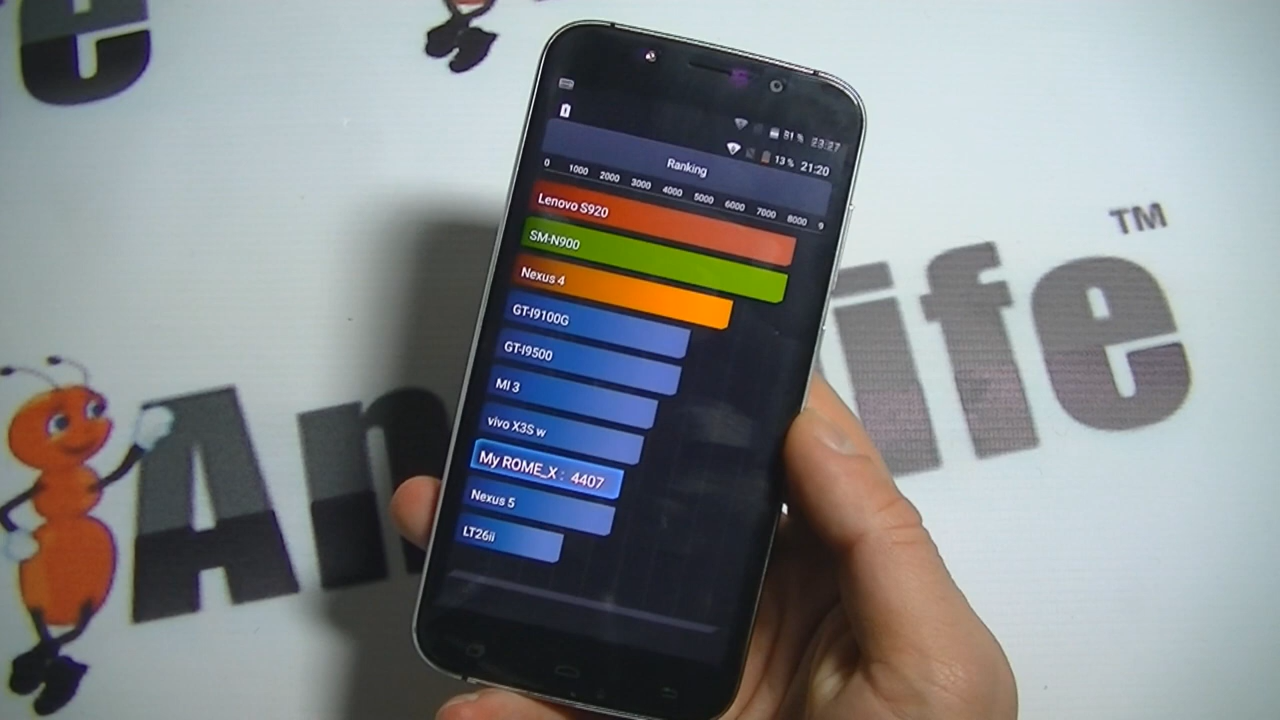 e
TM
AntLife
81% 23:27
13% 21:20
Ranking
0 1000 2000 3000 4000 5000 6000 7000 8000 9
Lenovo S920
SM-N900
Nexus 4
GT-I9100G
GT-I9500
MI 3
vivo X3S w
My ROME_X : 4407
Nexus 5
LT26ii